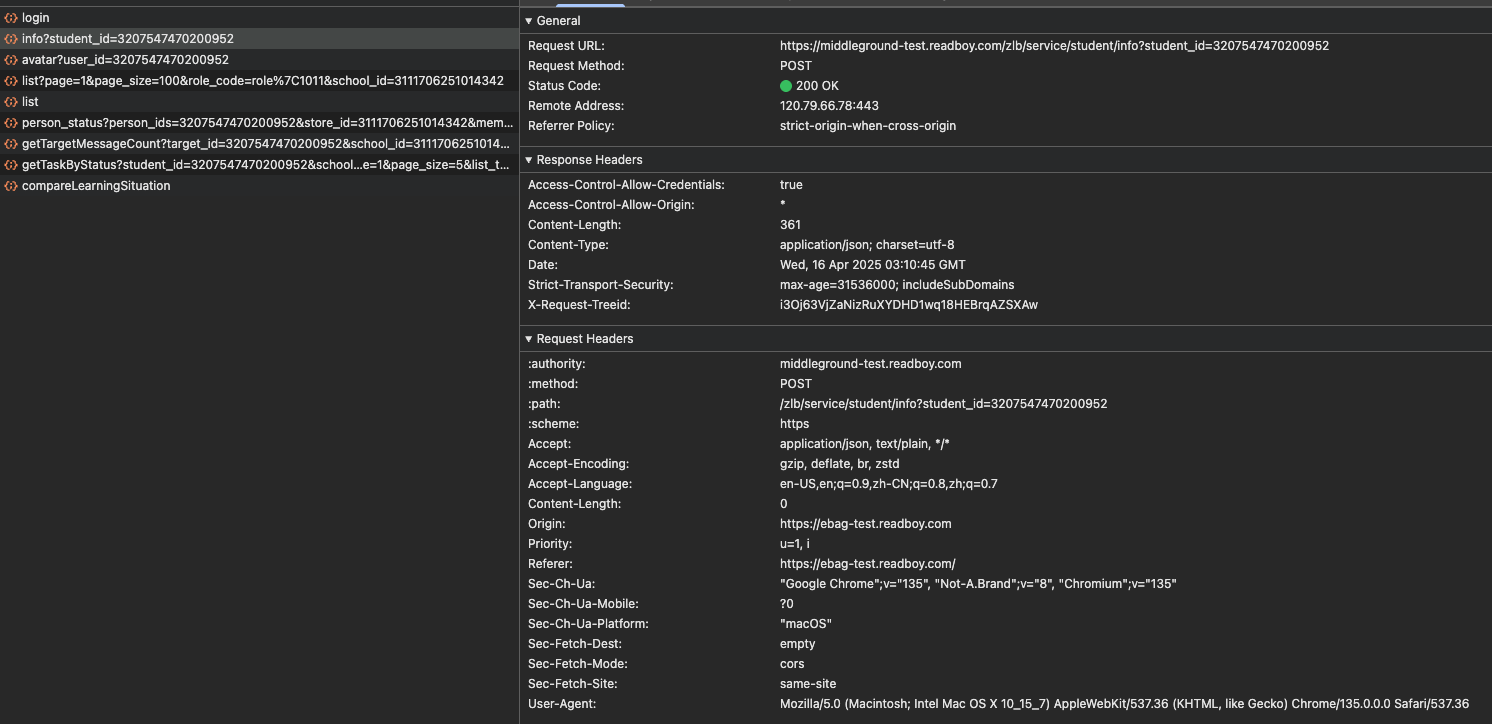 login
info?student_id=3207547470200952
avatar?user_id=3207547470200952
list?page=1&page_size=100&role_code=role%7C1011&school_id=3111706251014342
list
person_status?person_ids=3207547470200952&store_id=3111706251014342&mem...
getTargetMessageCount?target_id=3207547470200952&school_id=3111706251014...
getTaskByStatus?student_id=3207547470200952&school...e=1&page_size=5&list_t...
compareLearningSituation
General
Request URL: https://middleground-test.readboy.com/zlb/service/student/info?student_id=3207547470200952
Request Method: POST
Status Code: 200 OK
Remote Address: 120.79.66.78:443
Referrer Policy: strict-origin-when-cross-origin
Response Headers
Access-Control-Allow-Credentials: true
Access-Control-Allow-Origin: *
Content-Length: 361
Content-Type: application/json; charset=utf-8
Date: Wed, 16 Apr 2025 03:10:45 GMT
Strict-Transport-Security: max-age=31536000; includeSubDomains
X-Request-Treeid: i3Oj63VjZaNizRuXYDHD1wq18HEBrqAZSXAw
Request Headers
:authority: middleground-test.readboy.com
:method: POST
:path: /zlb/service/student/info?student_id=3207547470200952
:scheme: https
Accept: application/json, text/plain, */*
Accept-Encoding: gzip, deflate, br, zstd
Accept-Language: en-US,en;q=0.9,zh-CN;q=0.8,zh;q=0.7
Content-Length: 0
Origin: https://ebag-test.readboy.com
Priority: u=1, i
Referer: https://ebag-test.readboy.com/
Sec-Ch-Ua: "Google Chrome";v="135", "Not-A.Brand";v="8", "Chromium";v="135"
Sec-Ch-Ua-Mobile: ?0
Sec-Ch-Ua-Platform: "macOS"
Sec-Fetch-Dest: empty
Sec-Fetch-Mode: cors
Sec-Fetch-Site: same-site
User-Agent: Mozilla/5.0 (Macintosh; Intel Mac OS X 10_15_7) AppleWebKit/537.36 (KHTML, like Gecko) Chrome/135.0.0.0 Safari/537.36